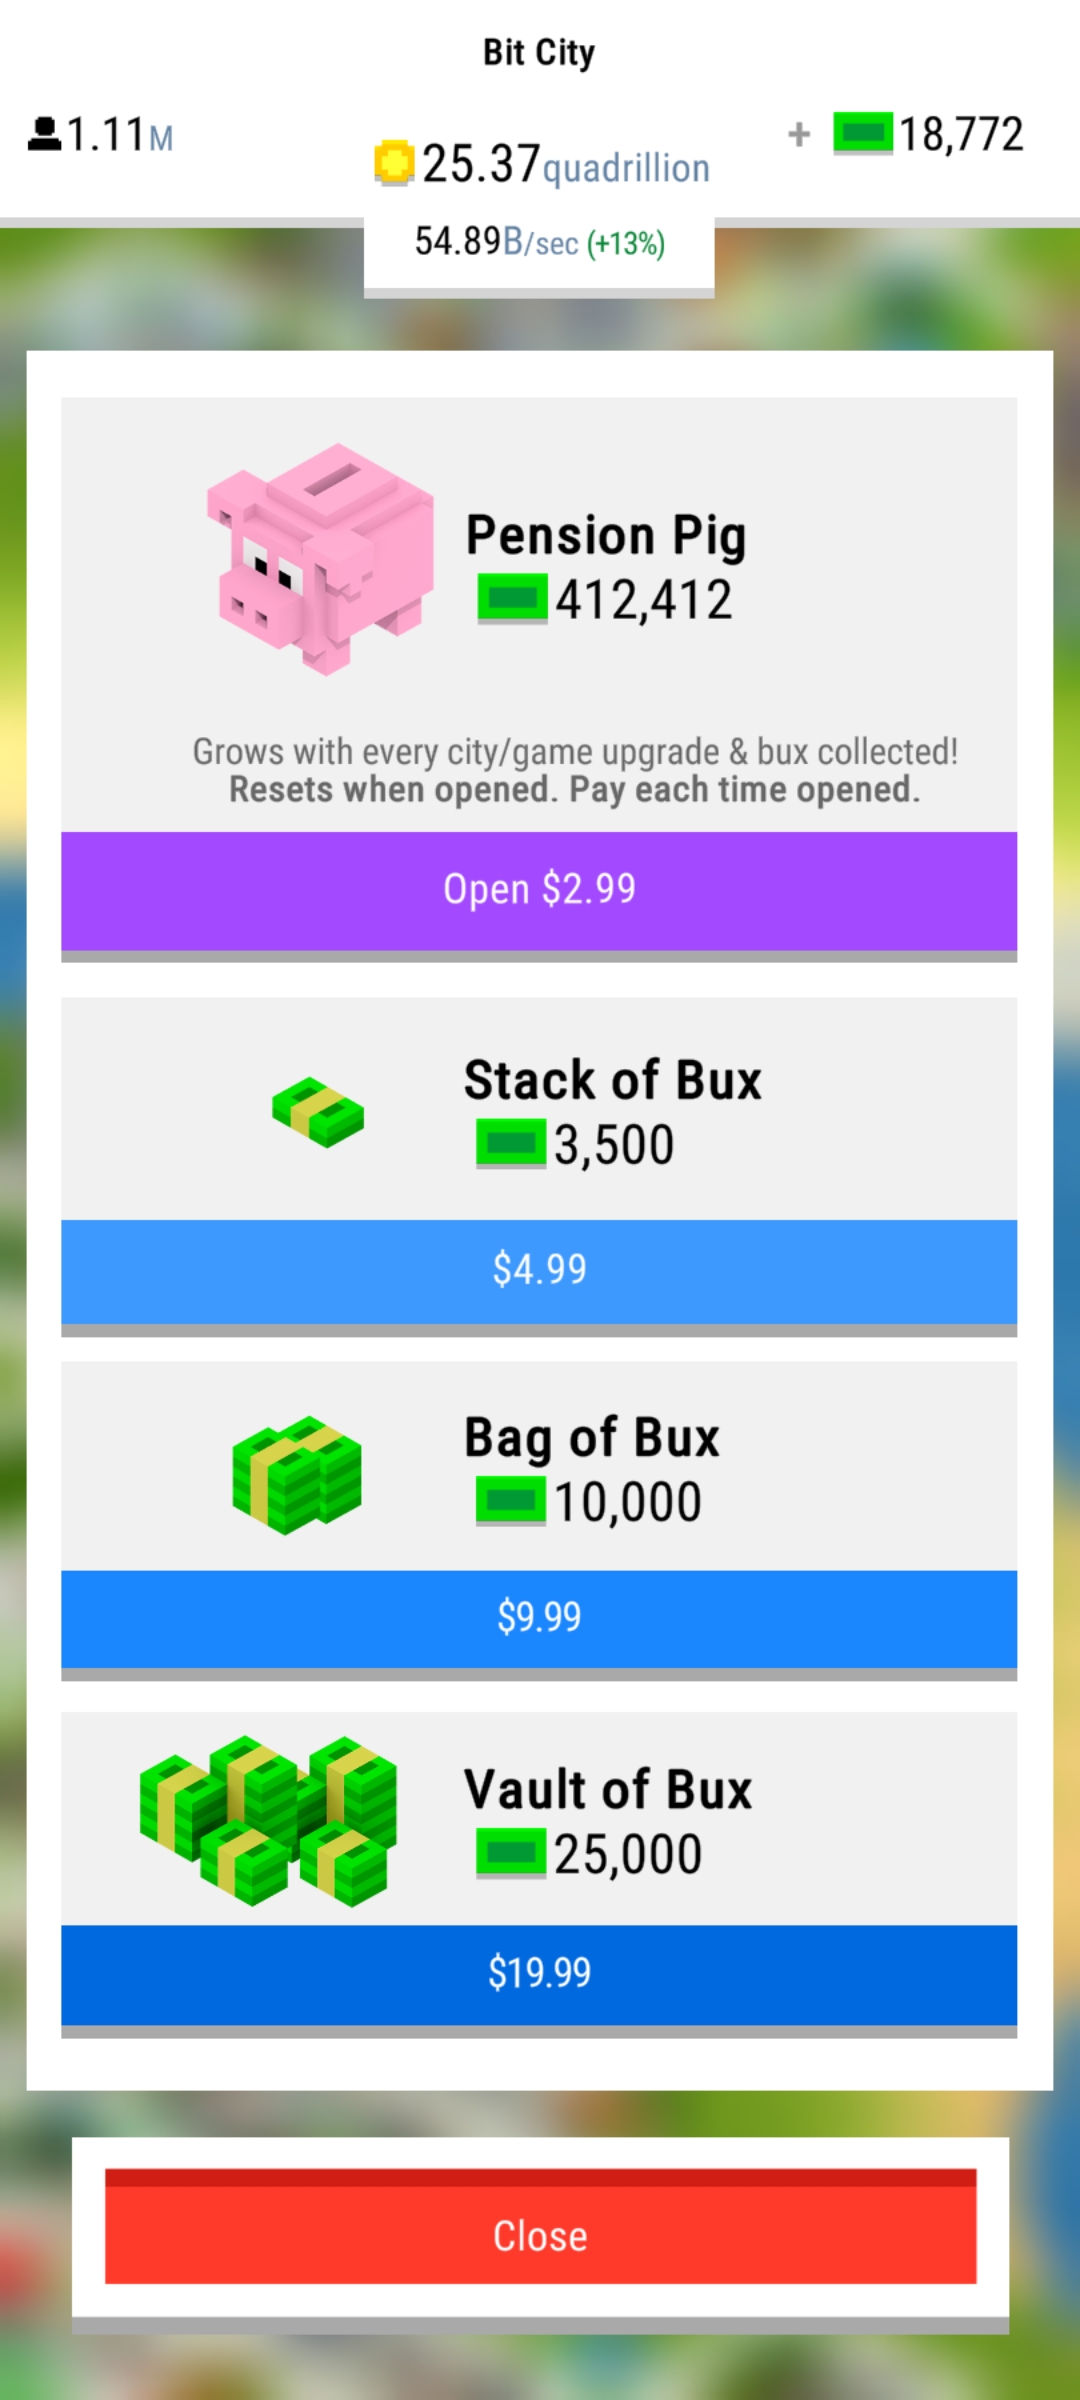 Bit City
1.11M
25.37quadrillion
+ 18,772
54.89B/sec (+13%)
Pension Pig
412,412
Grows with every city/game upgrade & bux collected!
Resets when opened. Pay each time opened.
Open $2.99
Stack of Bux
3,500
$4.99
Bag of Bux
10,000
$9.99
Vault of Bux
25,000
$19.99
Close